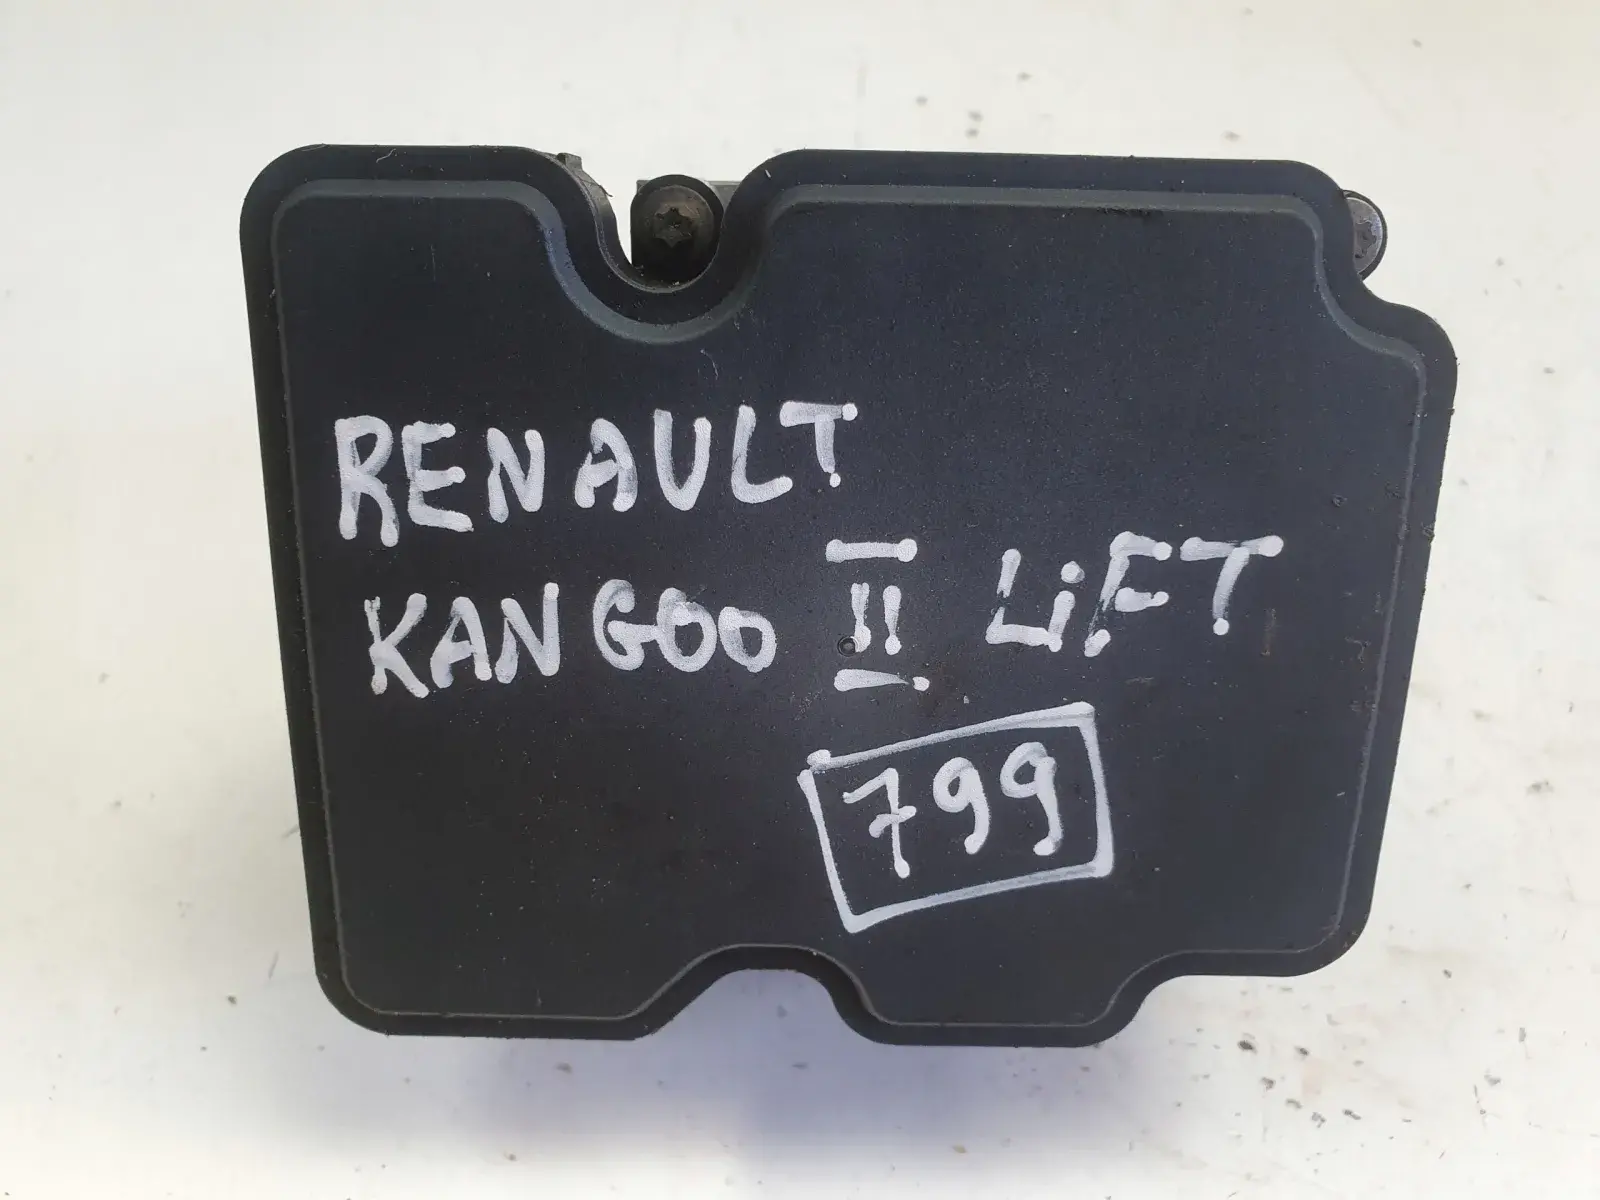 RENAULT
KANGOO II LiFT
799